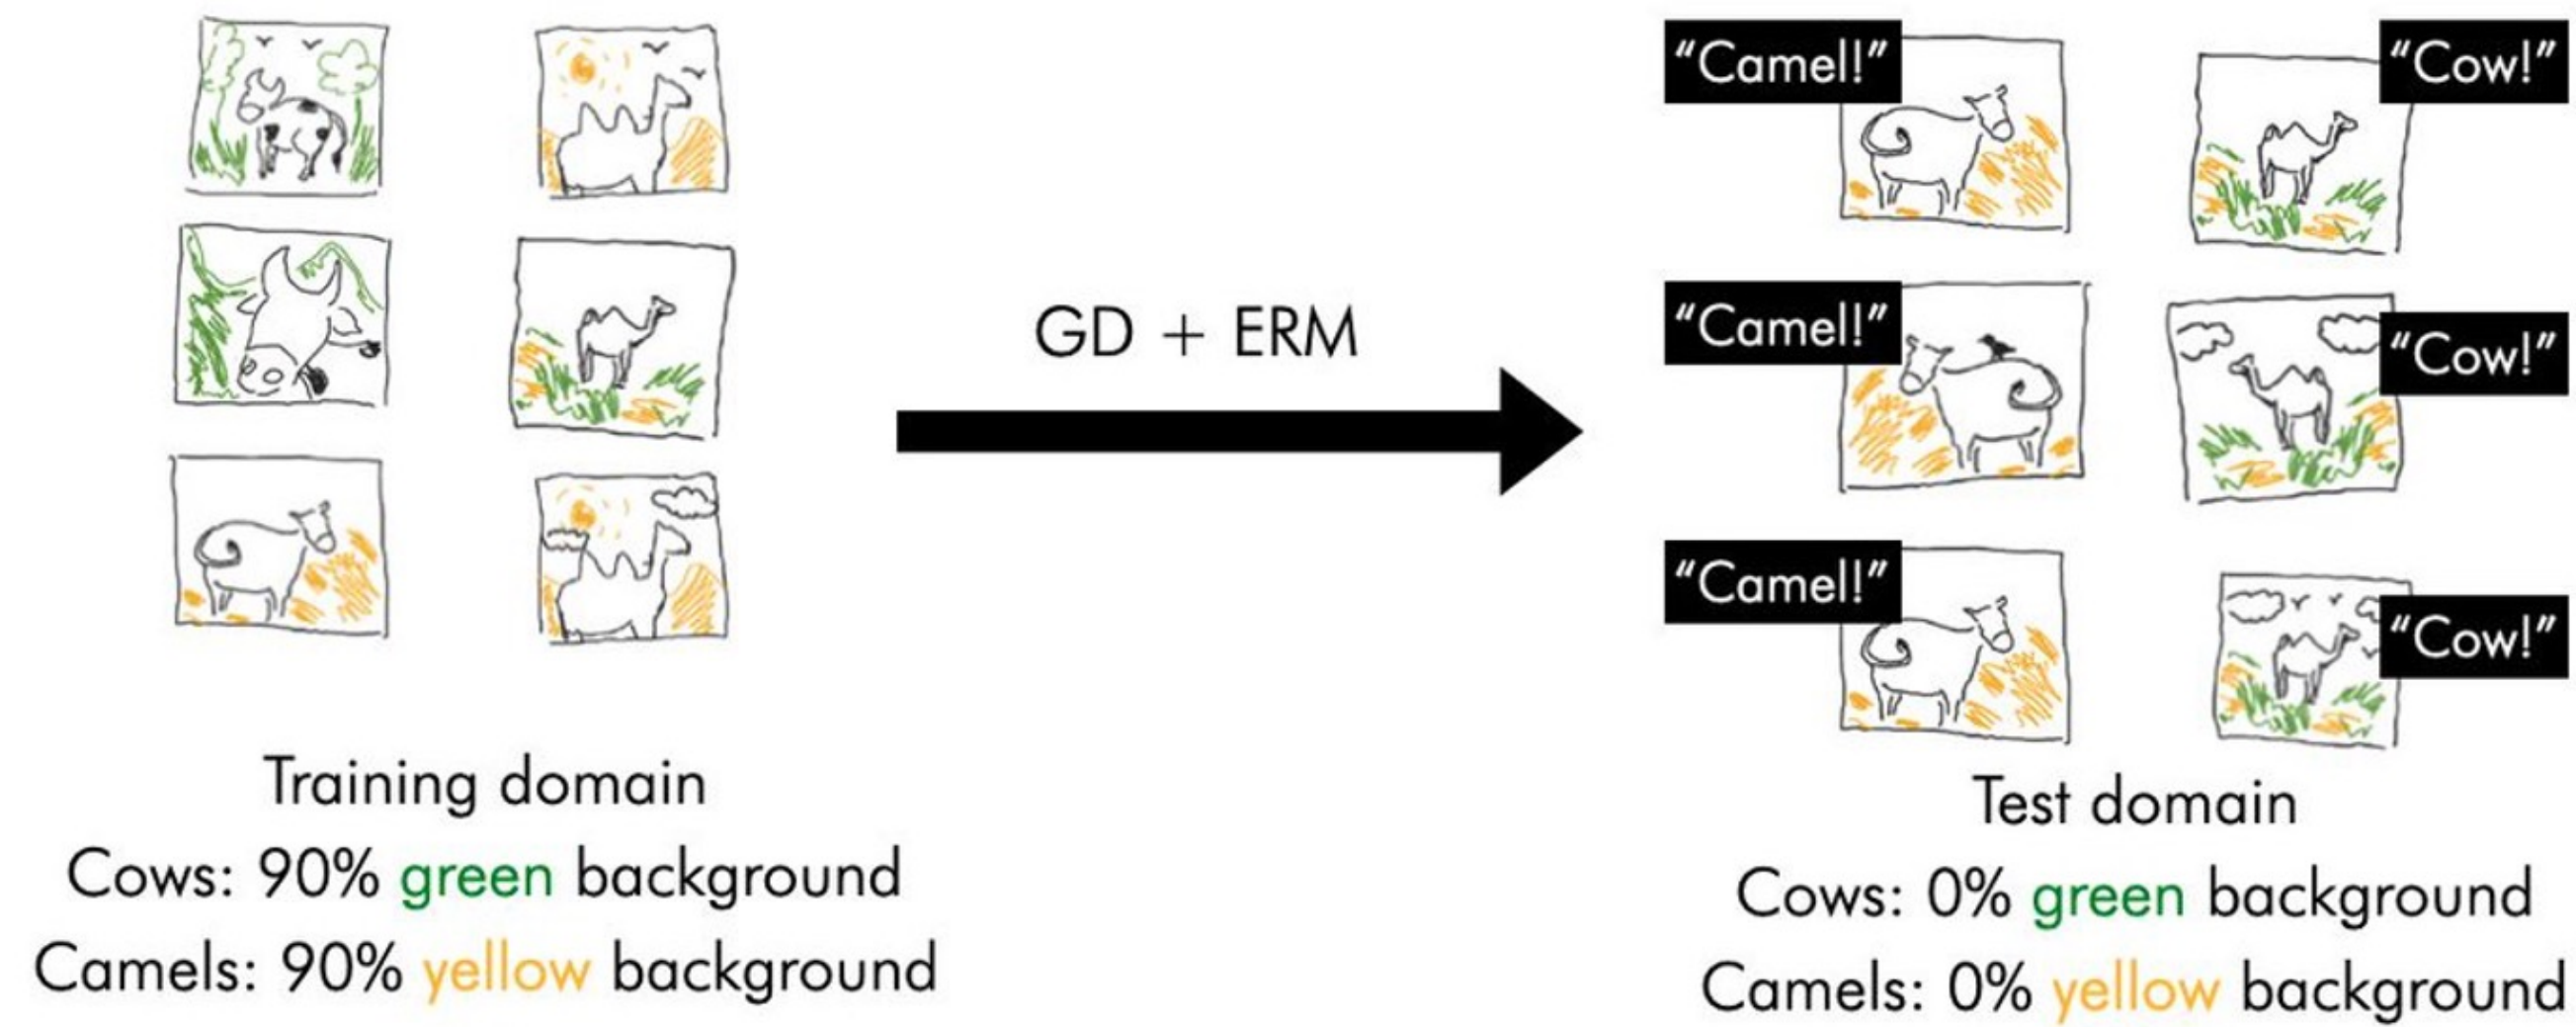 GD + ERM
“Camel!”
“Cow!”
“Camel!”
“Cow!”
“Camel!”
“Cow!”
Training domain
Cows: 90% green background
Camels: 90% yellow background
Test domain
Cows: 0% green background
Camels: 0% yellow background